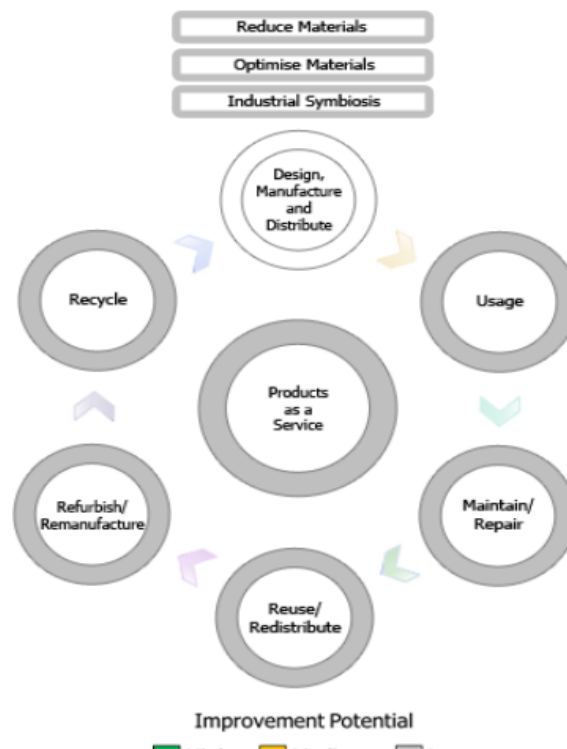 Reduce Materials
Optimise Materials
Industrial Symbiosis
Design,
Manufacture
and
Distribute
Recycle
Usage
Products
as a
Service
Refurbish/
Remanufacture
Maintain/
Repair
Reuse/
Redistribute
Improvement Potential